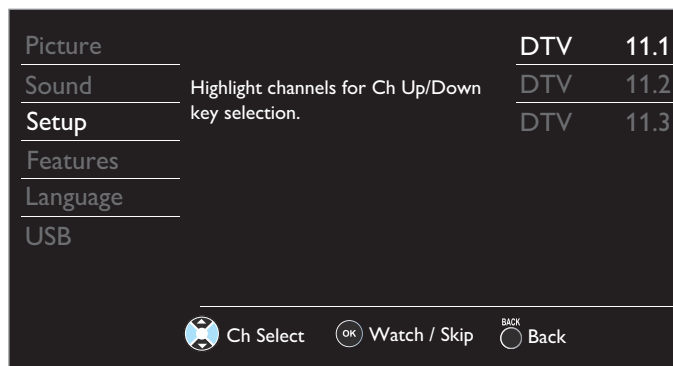 Picture
Sound
Setup
Features
Language
USB
Highlight channels for Ch Up/Down
key selection.
DTV 11.1
DTV 11.2
DTV 11.3
Ch Select
OK Watch / Skip
BACK
Back